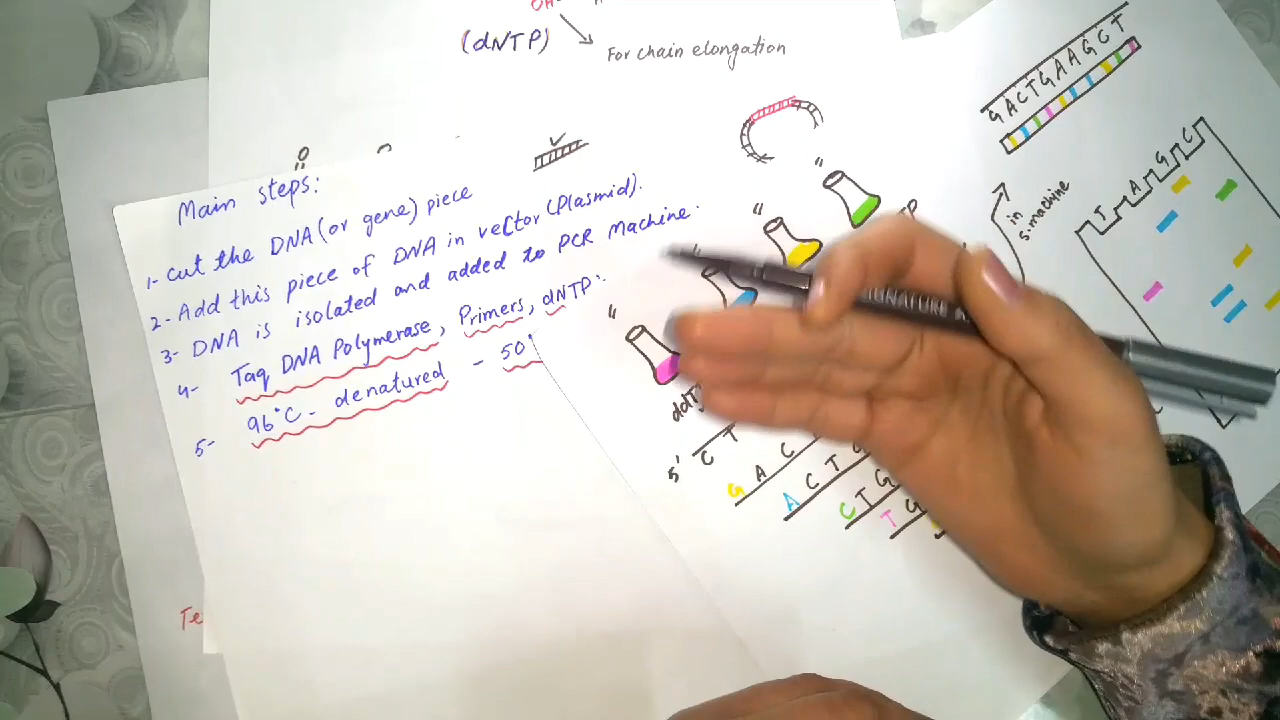 (dNTP)
For chain elongation
Main steps:
1- Cut the DNA (or gene) piece
2- Add this piece of DNA in vector (Plasmid).
3- DNA is isolated and added to PCR Machine.
4- Taq DNA Polymerase, Primers, dNTP.
5- 96°C - denatured - 50°
GACTGAAGCT
T A G C
in
s.machine
5' C T
G A C
A C T G
C T G
T G
SIGNATURE
Te